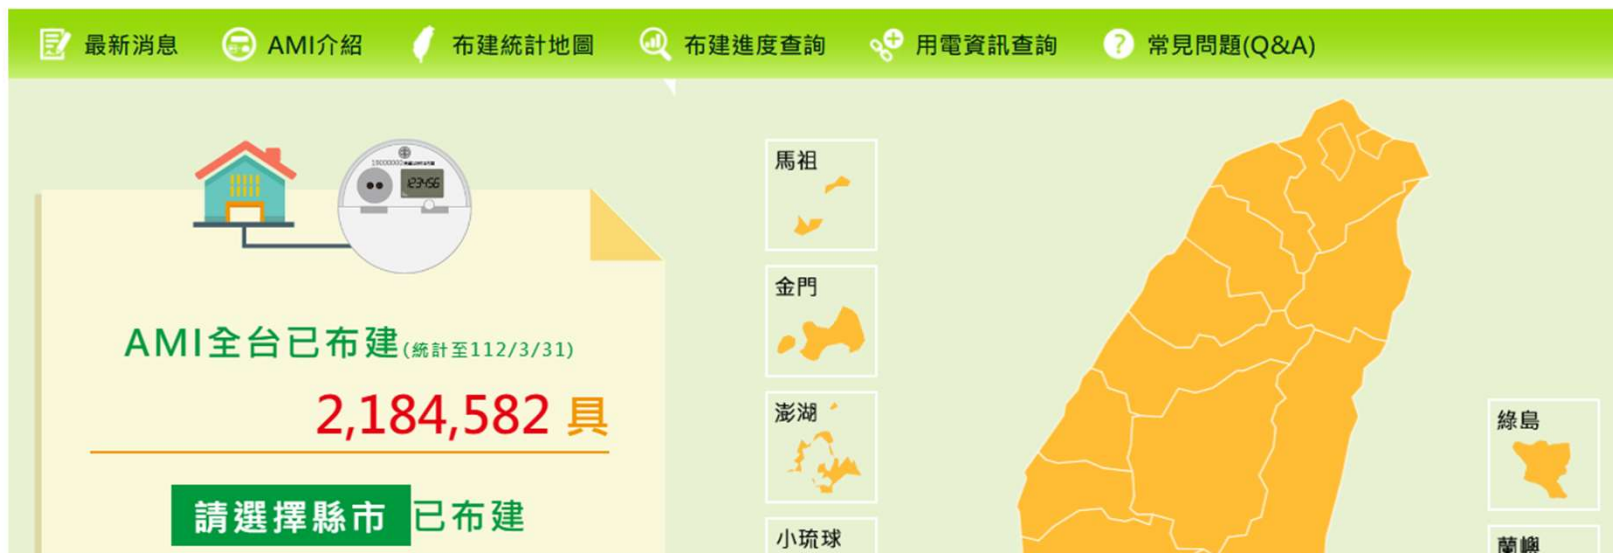 最新消息
AMI介紹
布建統計地圖
布建進度查詢
用電資訊查詢
常見問題(Q&A)
123456
AMI全台已布建(統計至112/3/31)
2,184,582 具
請選擇縣市 已布建
馬祖
金門
澎湖
小琉球
綠島
蘭嶼